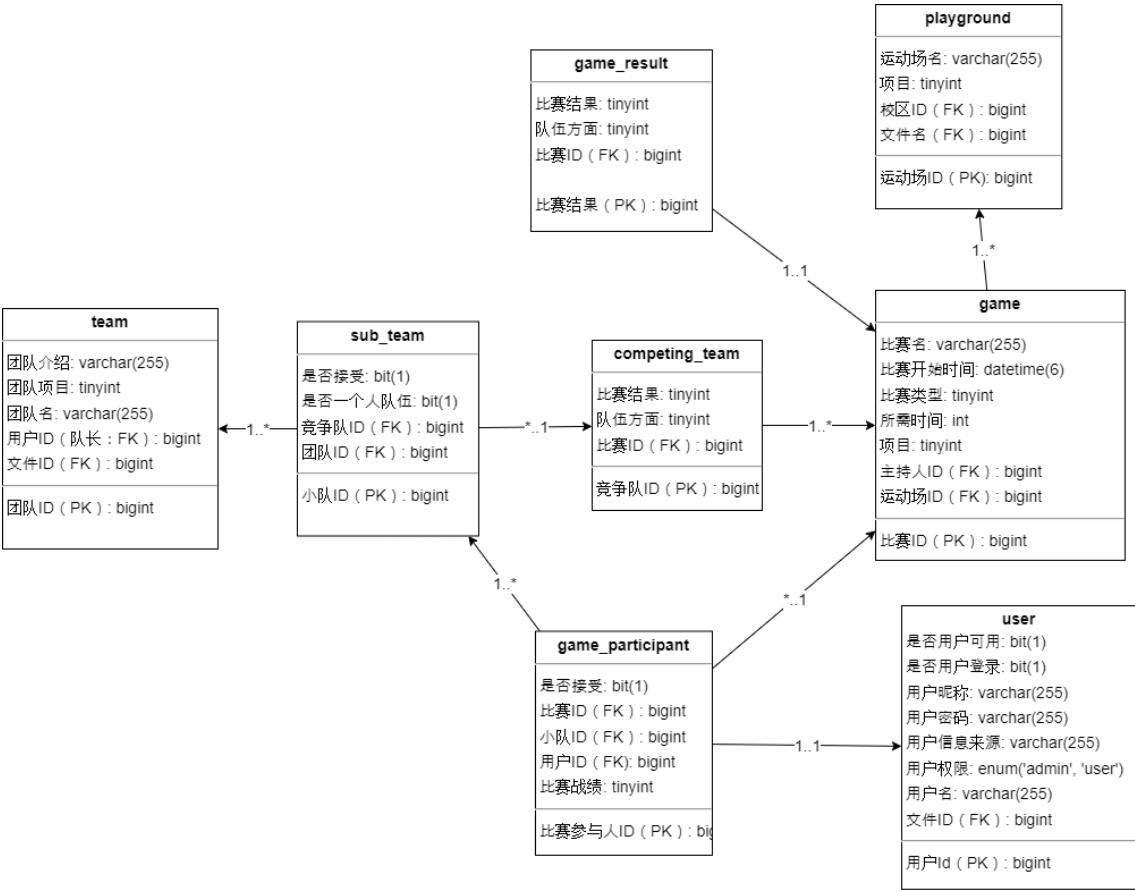 playground
运动场名: varchar(255)
项目: tinyint
校区ID（FK）: bigint
文件名（FK）: bigint
运动场ID（PK): bigint
game_result
比赛结果: tinyint
队伍方面: tinyint
比赛ID（FK）: bigint
比赛结果（PK）: bigint
1..*
1..1
game
比赛名: varchar(255)
比赛开始时间: datetime(6)
比赛类型: tinyint
所需时间: int
项目: tinyint
主持人ID（FK）: bigint
运动场ID（FK）: bigint
比赛ID（PK）: bigint
team
团队介绍: varchar(255)
团队项目: tinyint
团队名: varchar(255)
用户ID（队长：FK）: bigint
文件ID（FK）: bigint
团队ID（PK）: bigint
1..*
sub_team
是否接受: bit(1)
是否一个人队伍: bit(1)
竞争队ID（FK）: bigint
团队ID（FK）: bigint
小队ID（PK）: bigint
*..1
competing_team
比赛结果: tinyint
队伍方面: tinyint
比赛ID（FK）: bigint
竞争队ID（PK）: bigint
1..*
1..*
*..1
game_participant
是否接受: bit(1)
比赛ID（FK）: bigint
小队ID（FK）: bigint
用户ID（FK): bigint
比赛战绩: tinyint
比赛参与人ID（PK）: big
1..1
user
是否用户可用: bit(1)
是否用户登录: bit(1)
用户昵称: varchar(255)
用户密码: varchar(255)
用户信息来源: varchar(255)
用户权限: enum('admin', 'user')
用户名: varchar(255)
文件ID（FK）: bigint
用户Id（PK）: bigint